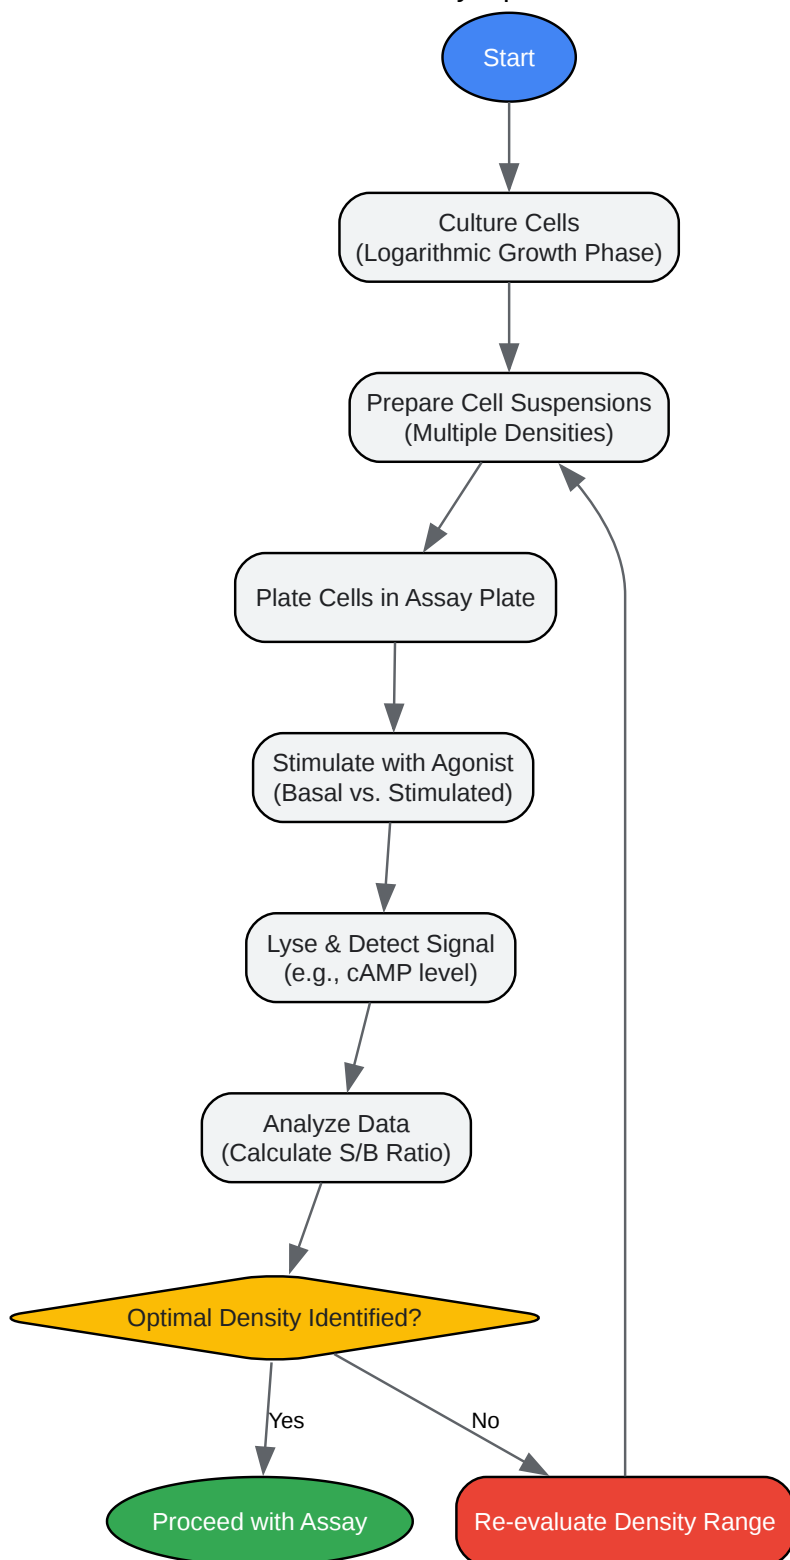 Start
Culture Cells
(Logarithmic Growth Phase)
Prepare Cell Suspensions
(Multiple Densities)
Plate Cells in Assay Plate
Stimulate with Agonist
(Basal vs. Stimulated)
Lyse & Detect Signal
(e.g., cAMP level)
Analyze Data
(Calculate S/B Ratio)
Optimal Density Identified?
Yes
No
Proceed with Assay
Re-evaluate Density Range